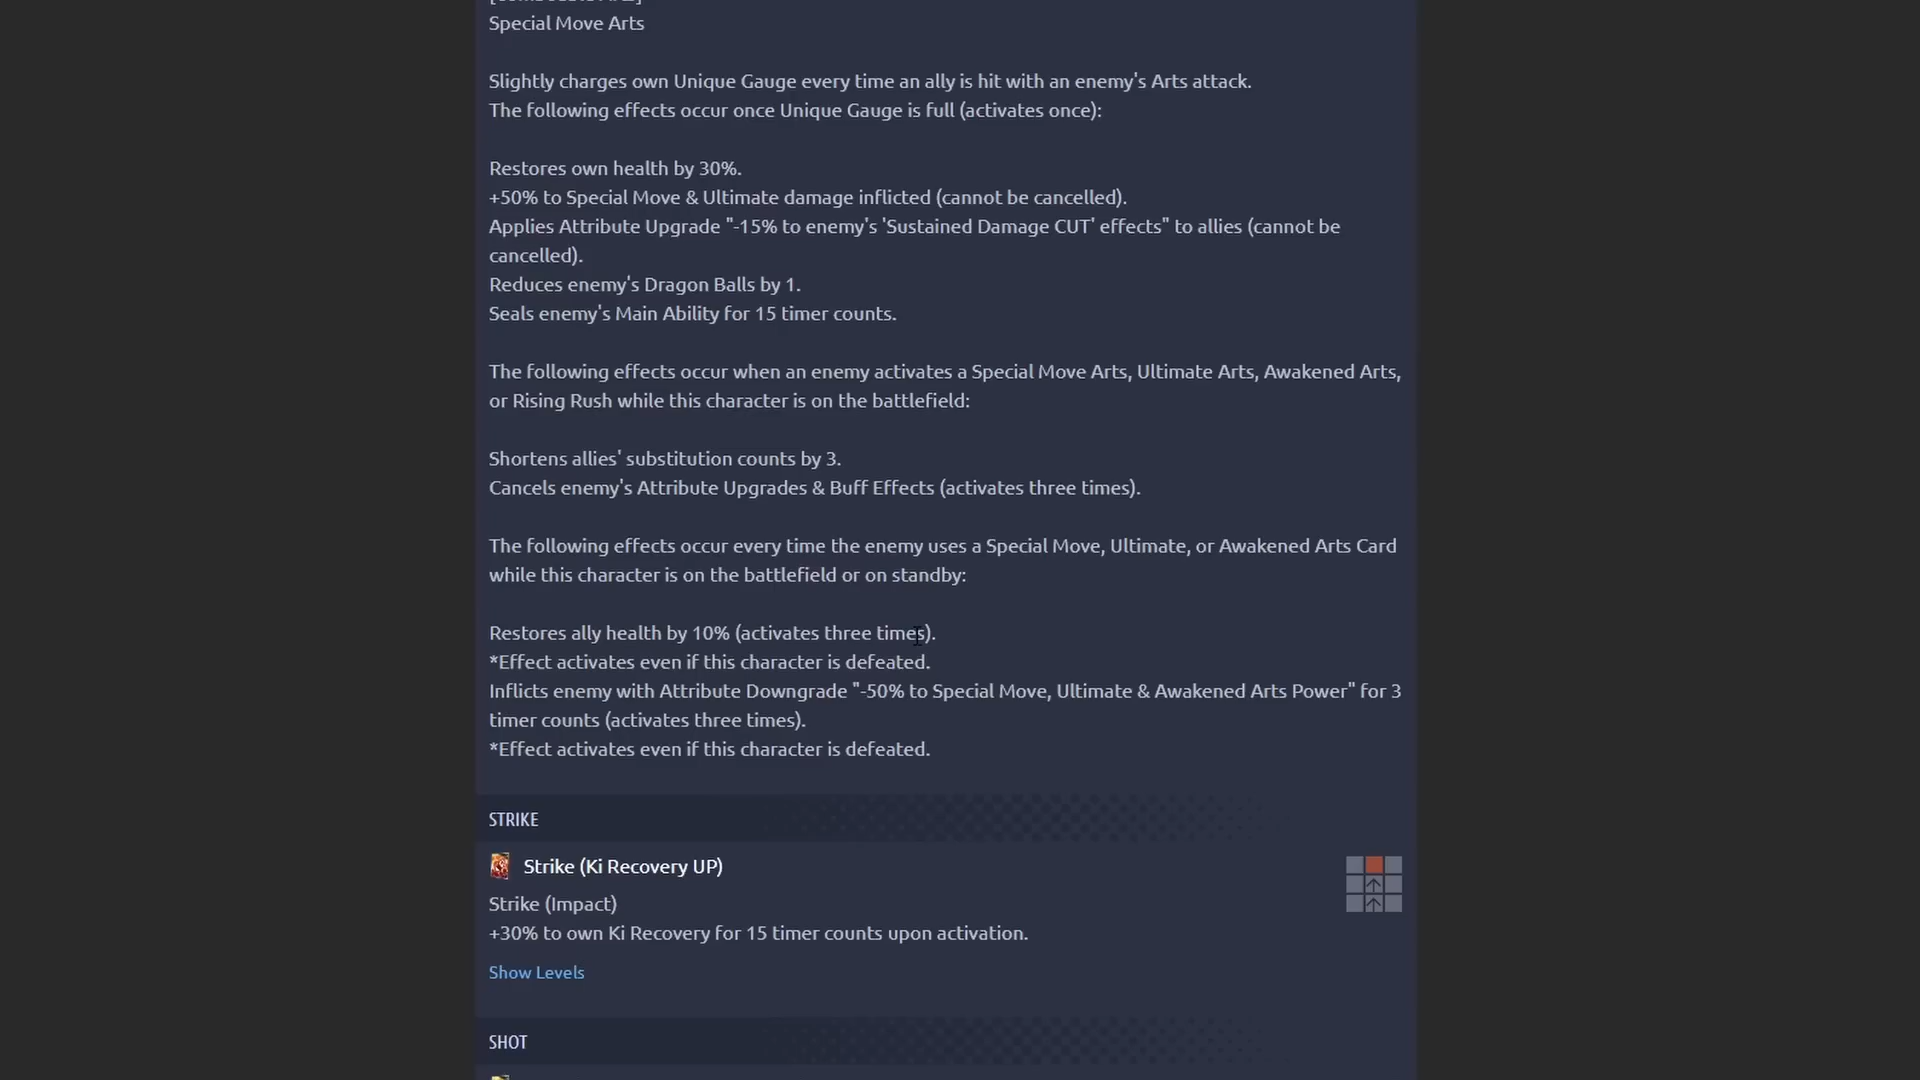 Special Move Arts
Slightly charges own Unique Gauge every time an ally is hit with an enemy's Arts attack.
The following effects occur once Unique Gauge is full (activates once):
Restores own health by 30%.
+50% to Special Move & Ultimate damage inflicted (cannot be cancelled).
Applies Attribute Upgrade "-15% to enemy's 'Sustained Damage CUT' effects" to allies (cannot be
cancelled).
Reduces enemy's Dragon Balls by 1.
Seals enemy's Main Ability for 15 timer counts.
The following effects occur when an enemy activates a Special Move Arts, Ultimate Arts, Awakened Arts,
or Rising Rush while this character is on the battlefield:
Shortens allies' substitution counts by 3.
Cancels enemy's Attribute Upgrades & Buff Effects (activates three times).
The following effects occur every time the enemy uses a Special Move, Ultimate, or Awakened Arts Card
while this character is on the battlefield or on standby:
Restores ally health by 10% (activates three times).
*Effect activates even if this character is defeated.
Inflicts enemy with Attribute Downgrade "-50% to Special Move, Ultimate & Awakened Arts Power" for 3
timer counts (activates three times).
*Effect activates even if this character is defeated.
STRIKE
Strike (Ki Recovery UP)
Strike (Impact)
+30% to own Ki Recovery for 15 timer counts upon activation.
Show Levels
SHOT